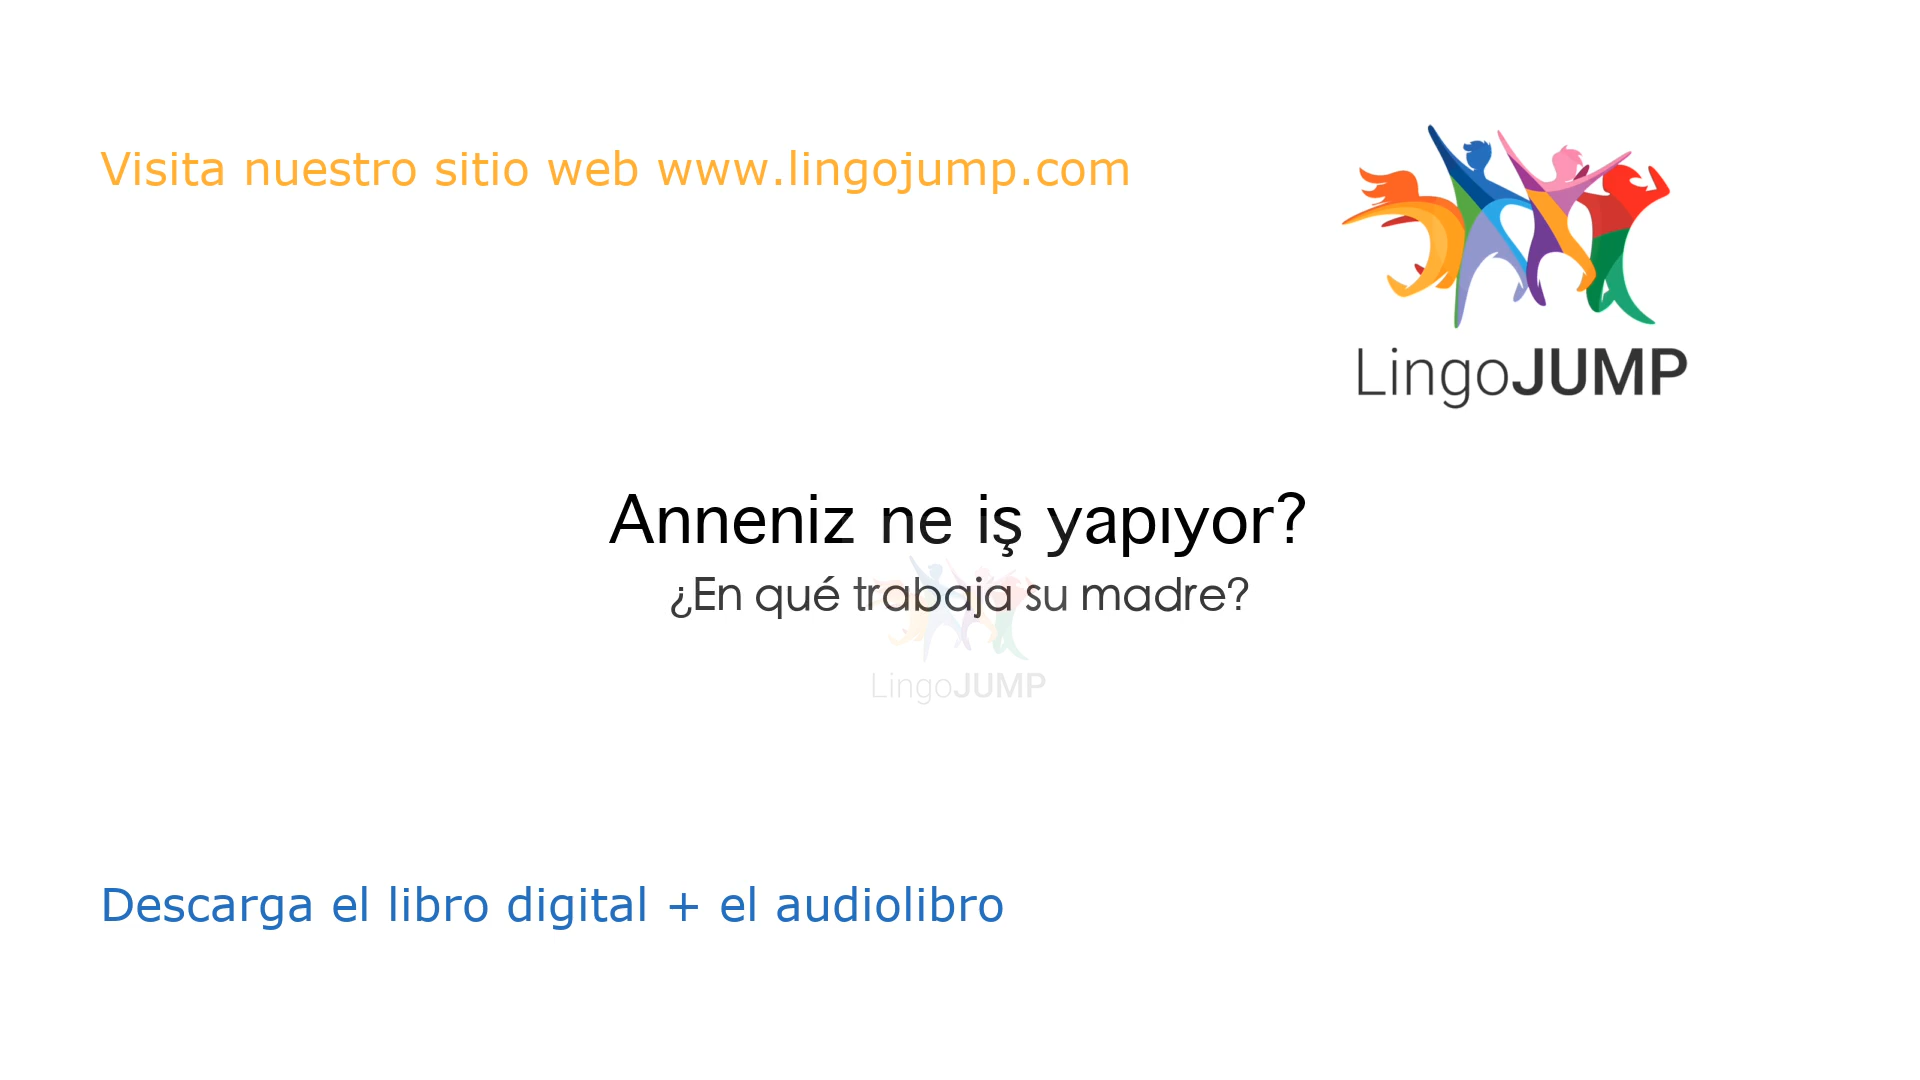 Visita nuestro sitio web www.lingojump.com
LingoJUMP
Anneniz ne iş yapıyor?
¿En qué trabaja su madre?
LingoJUMP
Descarga el libro digital + el audiolibro